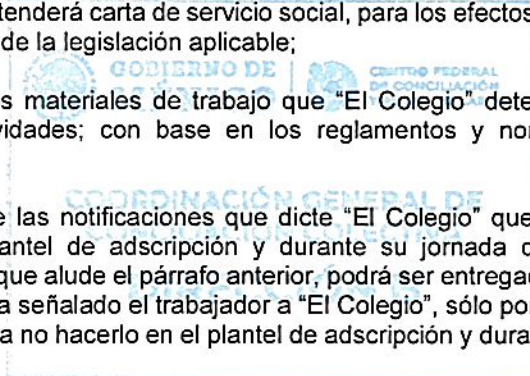 tenderá carta de servicio social, para los efectos
de la legislación aplicable;
GOBIERNO DE
CENTRO FEDERAL
DE CONCILIACIÓN
s materiales de trabajo que “El Colegio” dete
vidades; con base en los reglamentos y nor
COORDINACIÓN GENERAL DE
e las notificaciones que dicte “El Colegio” que
antel de adscripción y durante su jornada d
CONCILIACIÓN COLECTIVA
que alude el párrafo anterior, podrá ser entregad
a señalado el trabajador a “El Colegio”, sólo po
a no hacerlo en el plantel de adscripción y dura